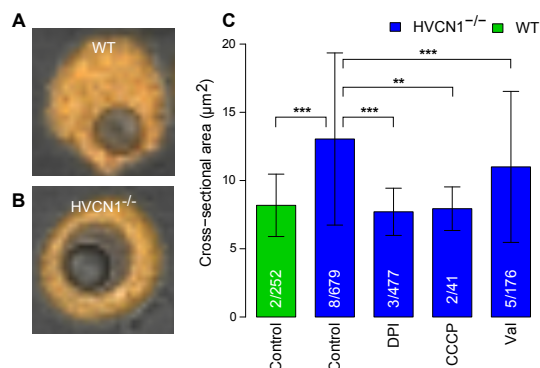 A
WT
B
HVCN1⁻/⁻
C
HVCN1⁻/⁻ WT
Cross−sectional area (μm²)
20
15
10
5
0
***
***
**
***
2/252
8/679
3/477
2/41
5/176
Control
Control
DPI
CCCP
Val